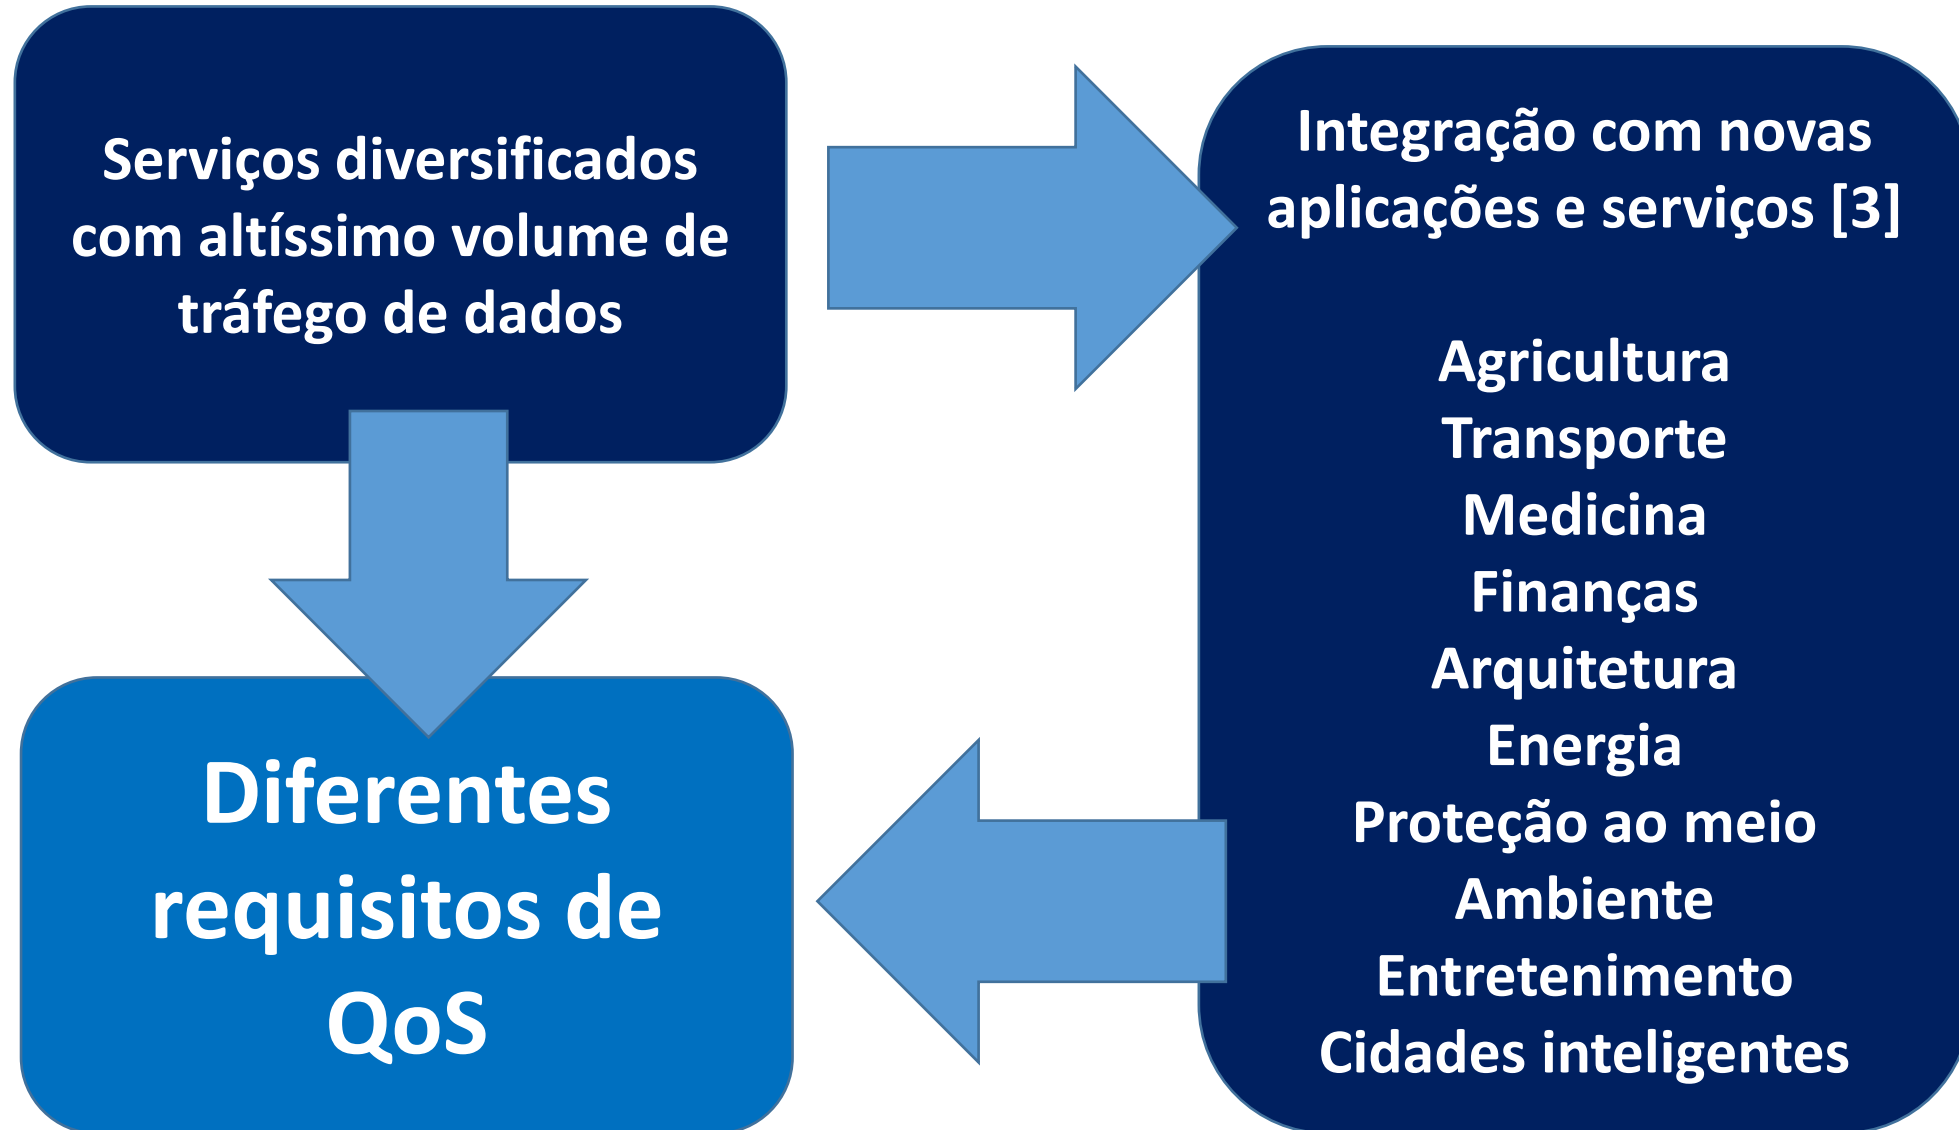 Serviços diversificados
com altíssimo volume de
tráfego de dados
Integração com novas
aplicações e serviços [3]
Agricultura
Transporte
Medicina
Finanças
Arquitetura
Energia
Proteção ao meio
Ambiente
Entretenimento
Cidades inteligentes
Diferentes
requisitos de
QoS